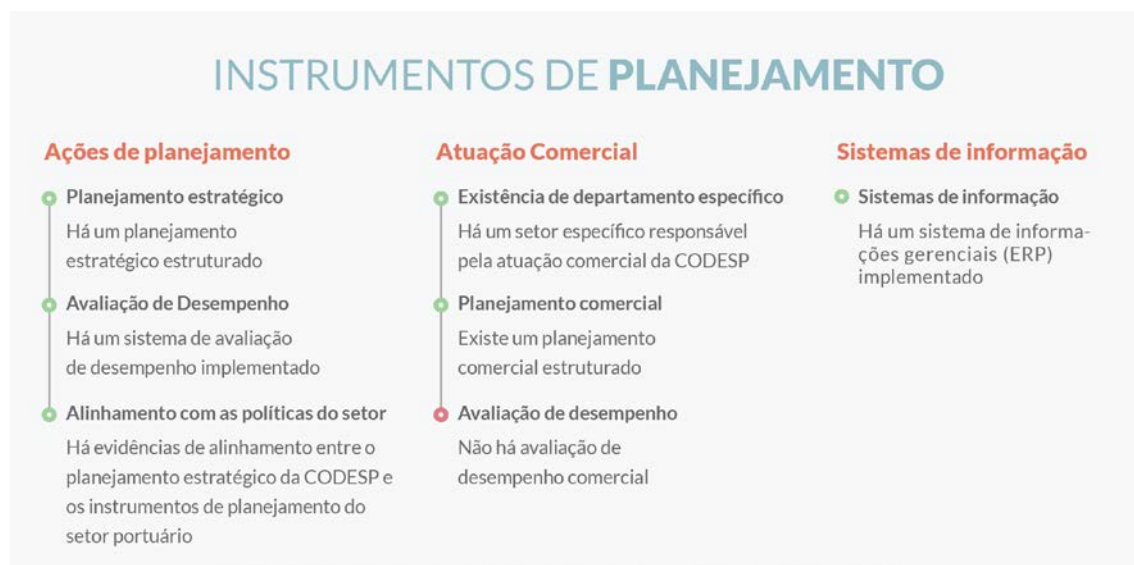 INSTRUMENTOS DE PLANEJAMENTO
Ações de planejamento
Planejamento estratégico
Há um planejamento
estratégico estruturado
Avaliação de Desempenho
Há um sistema de avaliação
de desempenho implementado
Alinhamento com as políticas do setor
Há evidências de alinhamento entre o
planejamento estratégico da CODESP e
os instrumentos de planejamento do
setor portuário
Atuação Comercial
Existência de departamento específico
Há um setor específico responsável
pela atuação comercial da CODESP
Planejamento comercial
Existe um planejamento
comercial estruturado
Avaliação de desempenho
Não há avaliação de
desempenho comercial
Sistemas de informação
Sistemas de informação
Há um sistema de informa-
ções gerenciais (ERP)
implementado